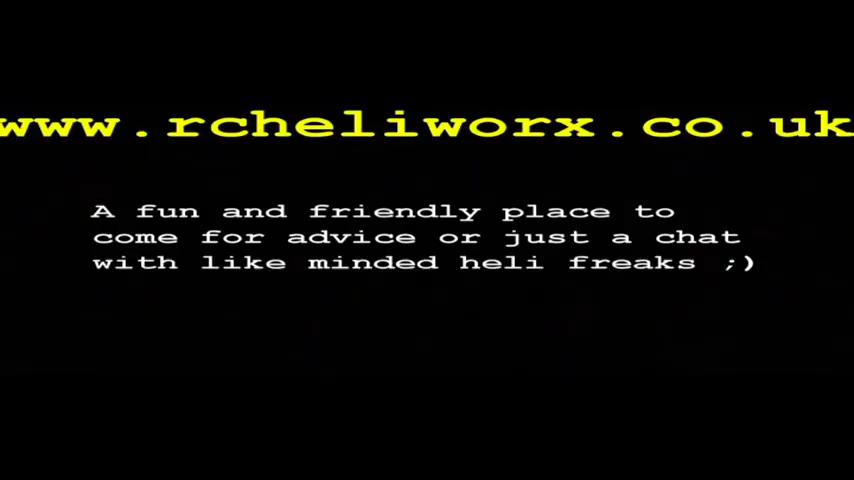 www.rcheliworx.co.uk
A fun and friendly place to
come for advice or just a chat
with like minded heli freaks ;)